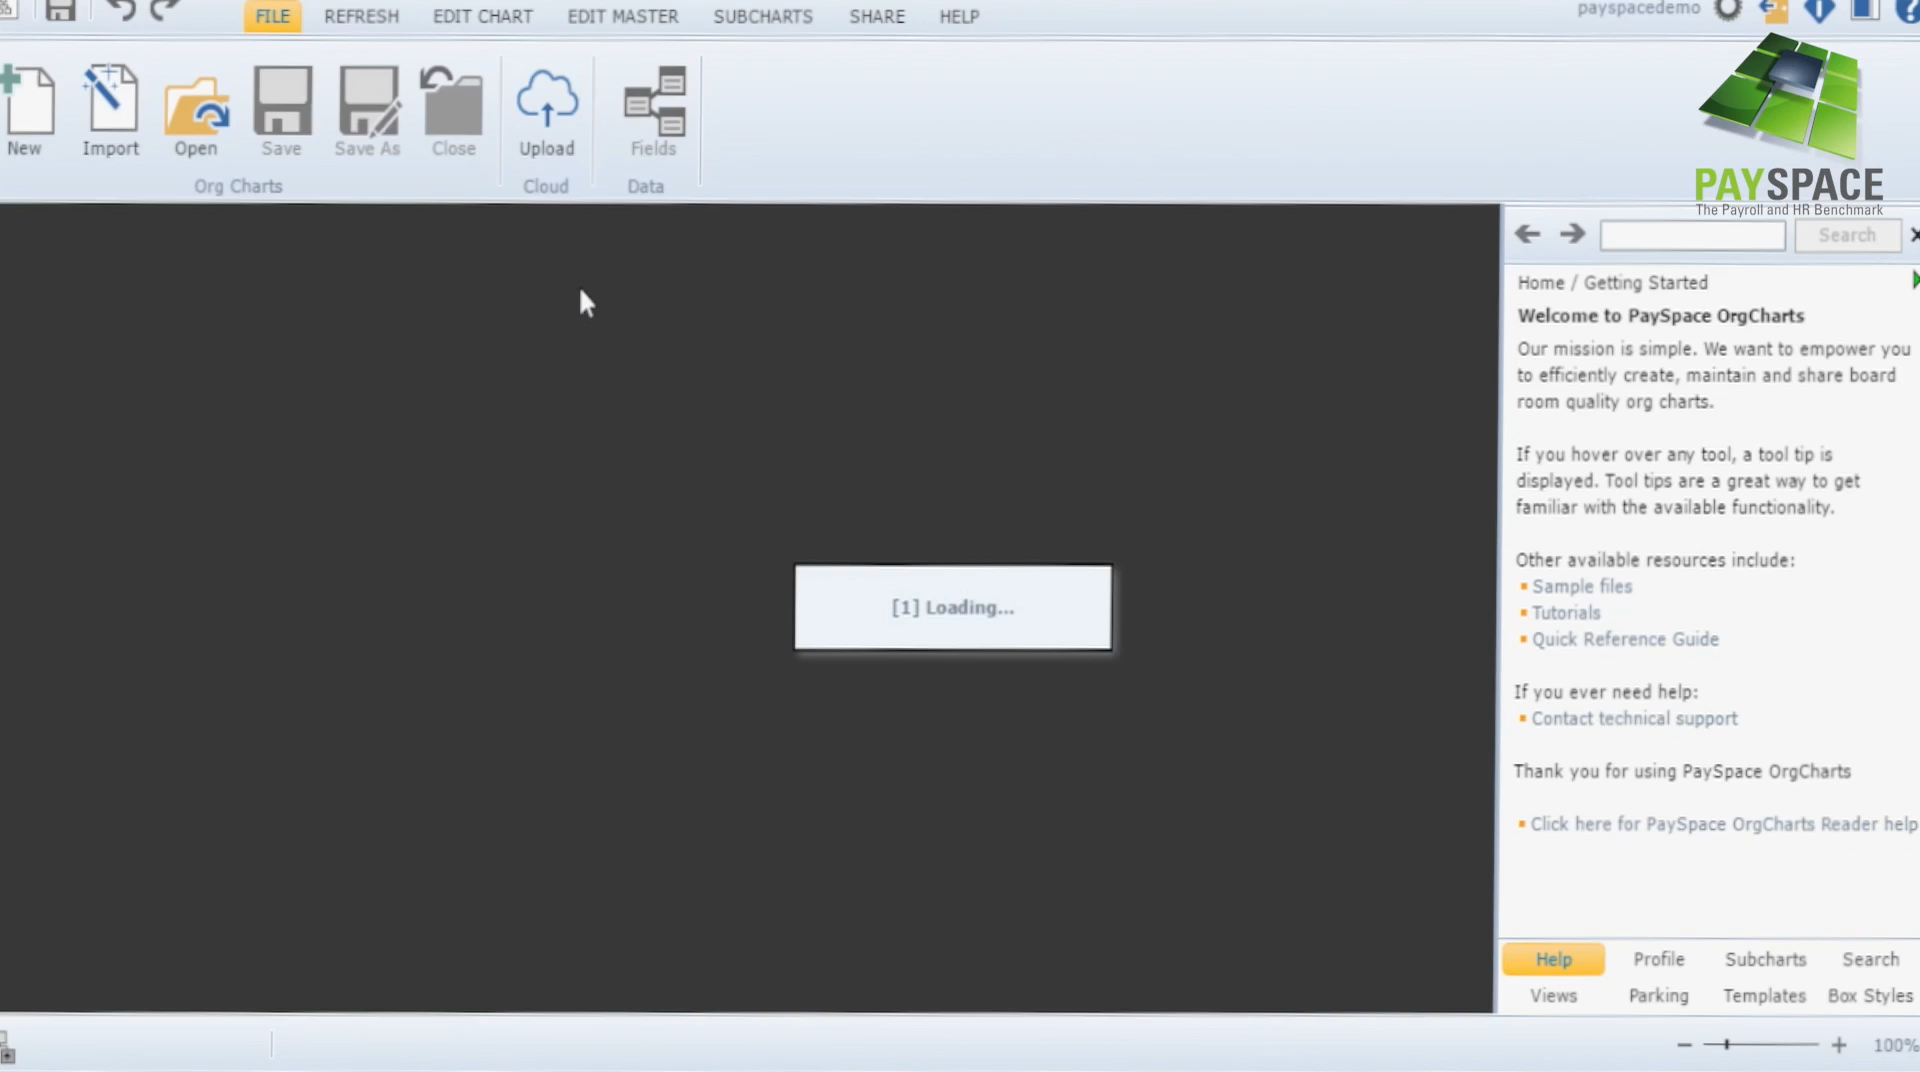 FILE REFRESH EDIT CHART EDIT MASTER SUBCHARTS SHARE HELP
payspacedemo
New Import Open Save Save As Close Upload Fields
Org Charts Cloud Data
PAYSPACE
The Payroll and HR Benchmark
Search
Home / Getting Started
Welcome to PaySpace OrgCharts
Our mission is simple. We want to empower you
to efficiently create, maintain and share board
room quality org charts.
If you hover over any tool, a tool tip is
displayed. Tool tips are a great way to get
familiar with the available functionality.
Other available resources include:
Sample files
Tutorials
Quick Reference Guide
If you ever need help:
Contact technical support
Thank you for using PaySpace OrgCharts
Click here for PaySpace OrgCharts Reader help
[1] Loading...
Help Profile Subcharts Search
Views Parking Templates Box Styles
100%